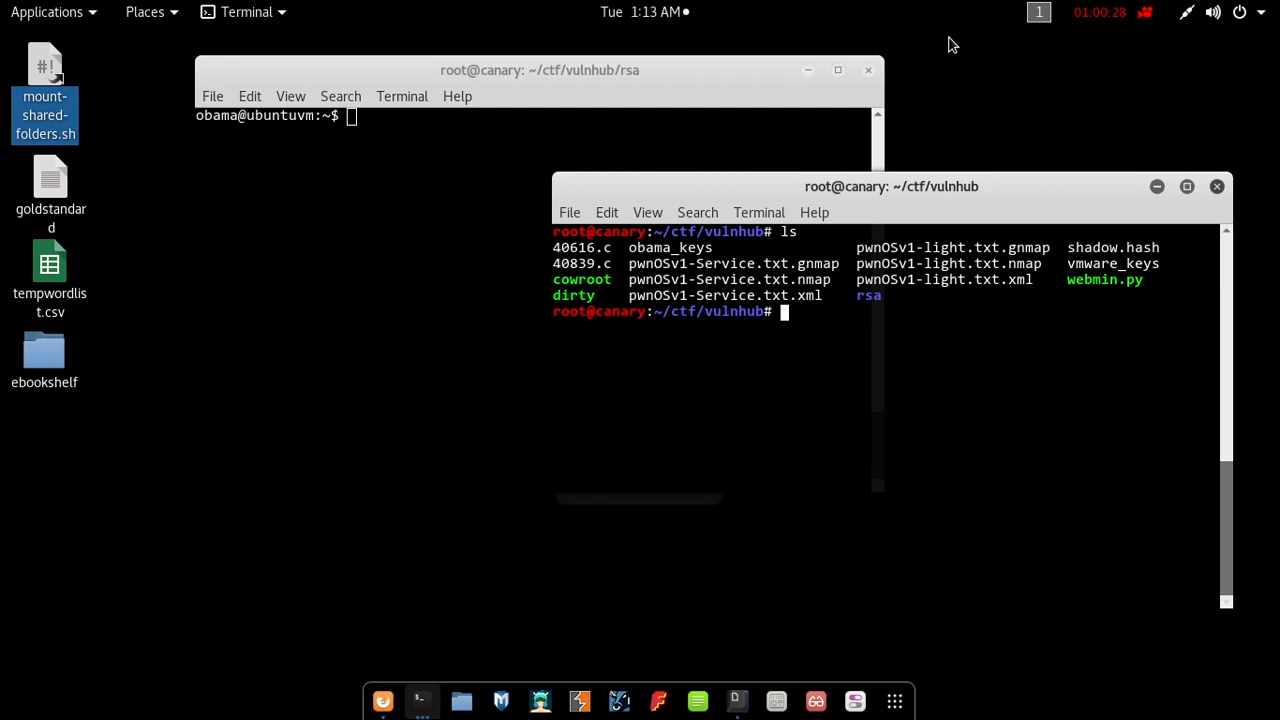 Applications Places Terminal Tue 1:13 AM 1 01:00:28
#!
mount-
shared-
folders.sh
goldstandar
d
tempwordlis
t.csv
ebookshelf
root@canary: ~/ctf/vulnhub/rsa
File Edit View Search Terminal Help
obama@ubuntuvm:~$
root@canary: ~/ctf/vulnhub
File Edit View Search Terminal Help
root@canary:~/ctf/vulnhub# ls
40616.c obama_keys pwnOSv1-light.txt.gnmap shadow.hash
40839.c pwnOSv1-Service.txt.gnmap pwnOSv1-light.txt.nmap vmware_keys
cowroot pwnOSv1-Service.txt.nmap pwnOSv1-light.txt.xml webmin.py
dirty pwnOSv1-Service.txt.xml rsa
root@canary:~/ctf/vulnhub#